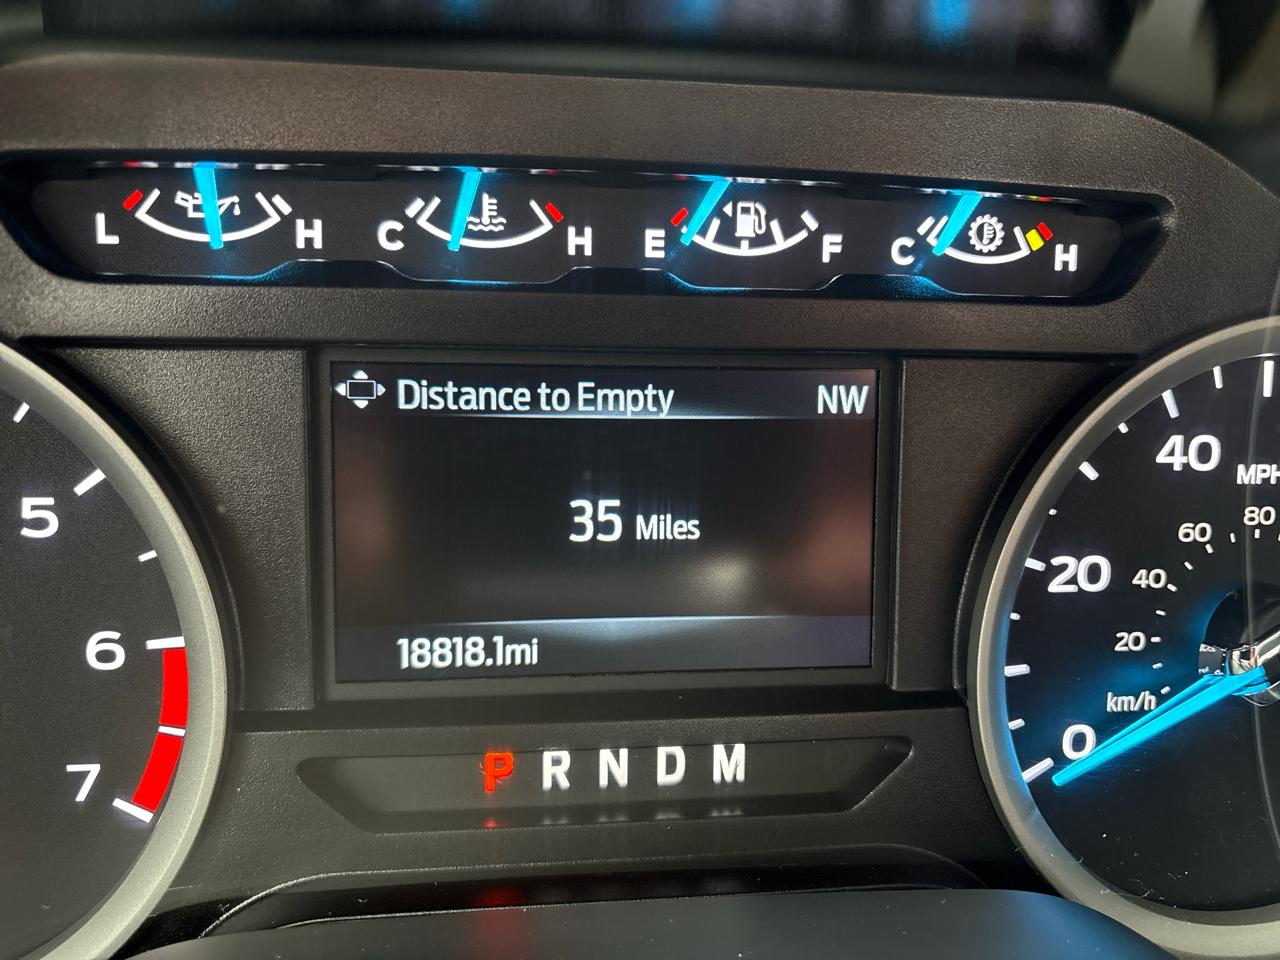 L H C H E F C H
Distance to Empty NW
35 Miles
18818.1mi
P R N D M
5
6
7
0
20
40
MPH
km/h
20
40
60
80